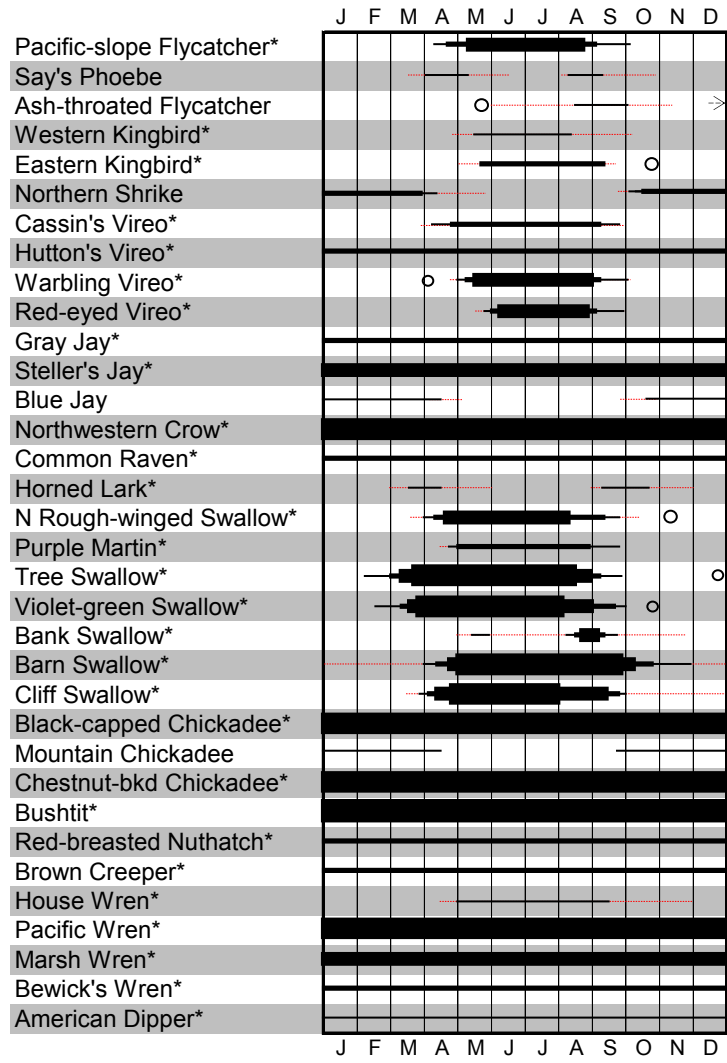 J F M A M J J A S O N D
Pacific-slope Flycatcher*
Say's Phoebe
Ash-throated Flycatcher
Western Kingbird*
Eastern Kingbird*
Northern Shrike
Cassin's Vireo*
Hutton's Vireo*
Warbling Vireo*
Red-eyed Vireo*
Gray Jay*
Steller's Jay*
Blue Jay
Northwestern Crow*
Common Raven*
Horned Lark*
N Rough-winged Swallow*
Purple Martin*
Tree Swallow*
Violet-green Swallow*
Bank Swallow*
Barn Swallow*
Cliff Swallow*
Black-capped Chickadee*
Mountain Chickadee
Chestnut-bkd Chickadee*
Bushtit*
Red-breasted Nuthatch*
Brown Creeper*
House Wren*
Pacific Wren*
Marsh Wren*
Bewick's Wren*
American Dipper*
J F M A M J J A S O N D